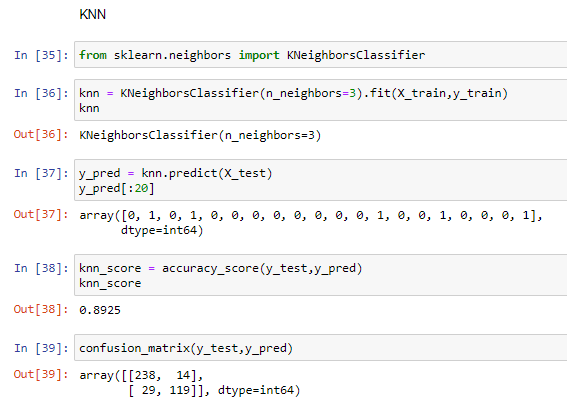 KNN
In [35]: from sklearn.neighbors import KNeighborsClassifier
In [36]: knn = KNeighborsClassifier(n_neighbors=3).fit(X_train,y_train)
knn
Out[36]: KNeighborsClassifier(n_neighbors=3)
In [37]: y_pred = knn.predict(X_test)
y_pred[:20]
Out[37]: array([0, 1, 0, 1, 0, 0, 0, 0, 0, 0, 0, 0, 1, 0, 0, 1, 0, 0, 0, 1],
dtype=int64)
In [38]: knn_score = accuracy_score(y_test,y_pred)
knn_score
Out[38]: 0.8925
In [39]: confusion_matrix(y_test,y_pred)
Out[39]: array([[238,  14],
[ 29, 119]], dtype=int64)